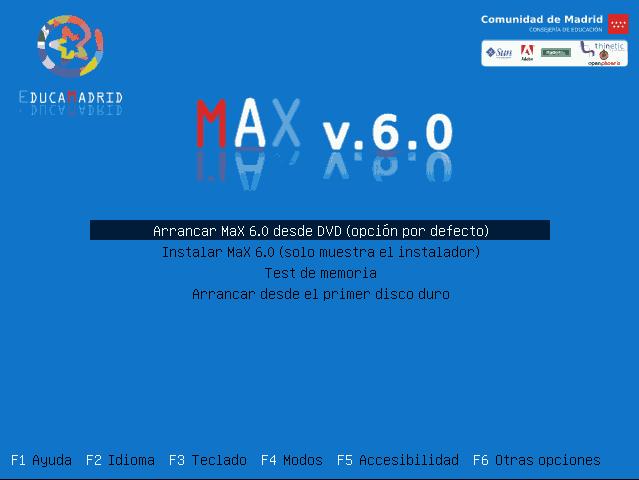 Comunidad de Madrid
CONSEJERÍA DE EDUCACIÓN
Sun
Adobe
thinetic
openphoenix
EDUCAMADRID
MAX v.6.0
Arrancar MaX 6.0 desde DVD (opción por defecto)
Instalar MaX 6.0 (solo muestra el instalador)
Test de memoria
Arrancar desde el primer disco duro
F1 Ayuda F2 Idioma F3 Teclado F4 Modos F5 Accesibilidad F6 Otras opciones